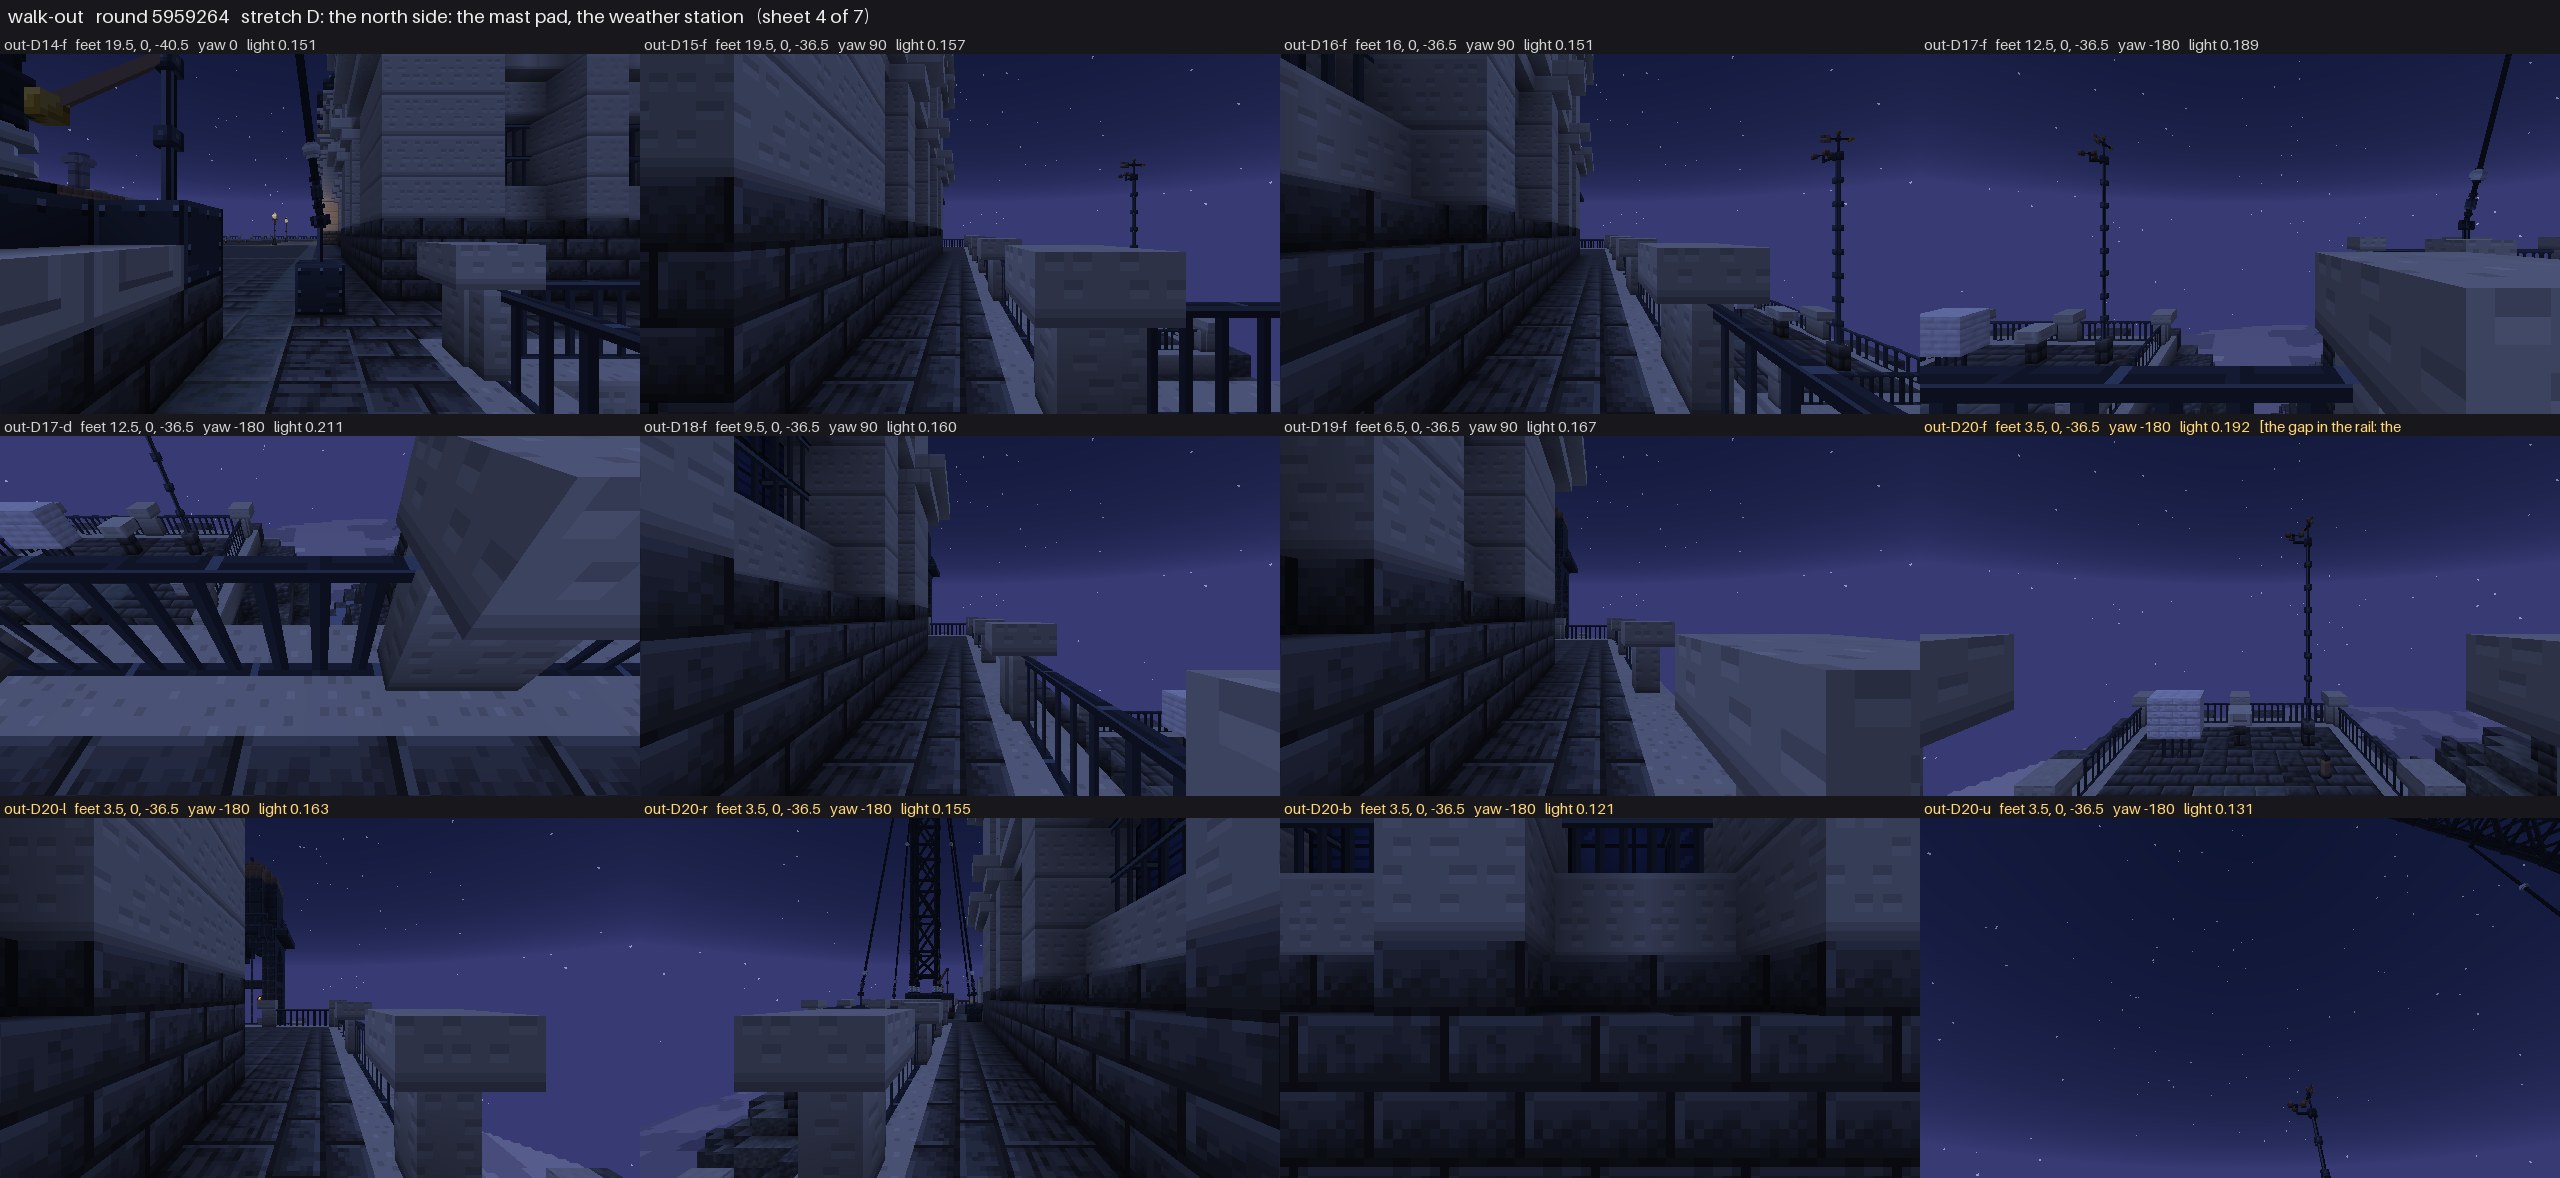 walk-out   round 5959264   stretch D: the north side: the mast pad, the weather station   (sheet 4 of 7)
out-D14-f  feet 19.5, 0, -40.5  yaw 0  light 0.151
out-D15-f  feet 19.5, 0, -36.5  yaw 90  light 0.157
out-D16-f  feet 16, 0, -36.5  yaw 90  light 0.151
out-D17-f  feet 12.5, 0, -36.5  yaw -180  light 0.189
out-D17-d  feet 12.5, 0, -36.5  yaw -180  light 0.211
out-D18-f  feet 9.5, 0, -36.5  yaw 90  light 0.160
out-D19-f  feet 6.5, 0, -36.5  yaw 90  light 0.167
out-D20-f  feet 3.5, 0, -36.5  yaw -180  light 0.192  [the gap in the rail: the
out-D20-l  feet 3.5, 0, -36.5  yaw -180  light 0.163
out-D20-r  feet 3.5, 0, -36.5  yaw -180  light 0.155
out-D20-b  feet 3.5, 0, -36.5  yaw -180  light 0.121
out-D20-u  feet 3.5, 0, -36.5  yaw -180  light 0.131